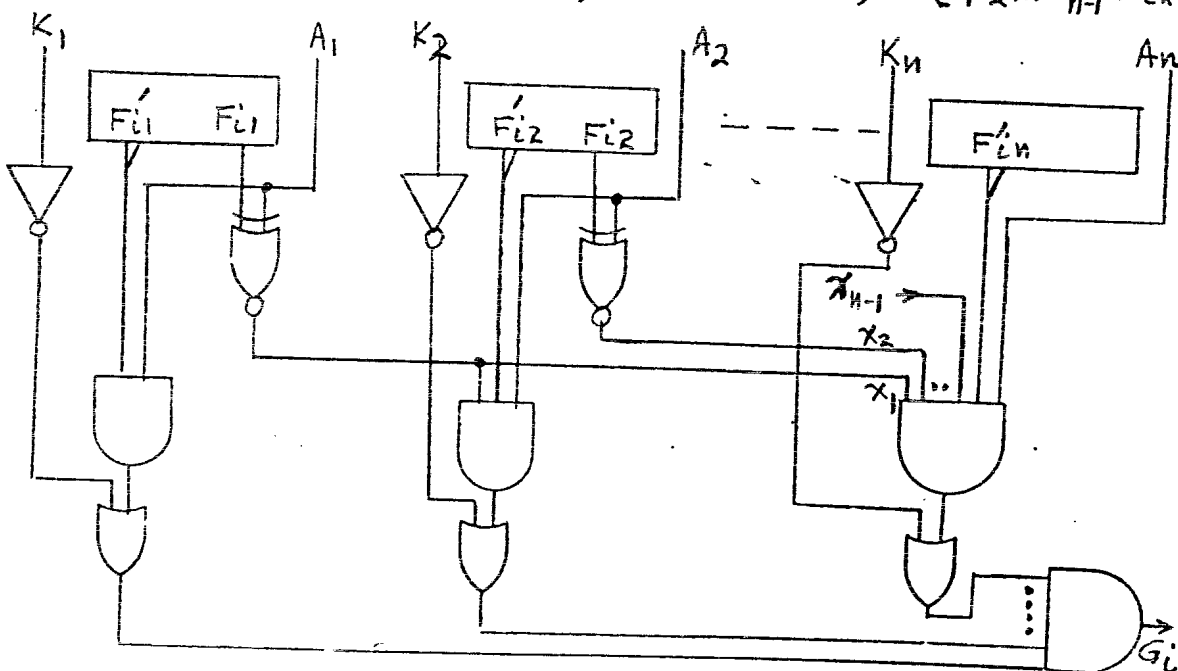 K1 A1 K2 A2 Kn An
F'i1 Fi1 F'i2 Fi2 F'in
xn-1
x2
x1
Gi